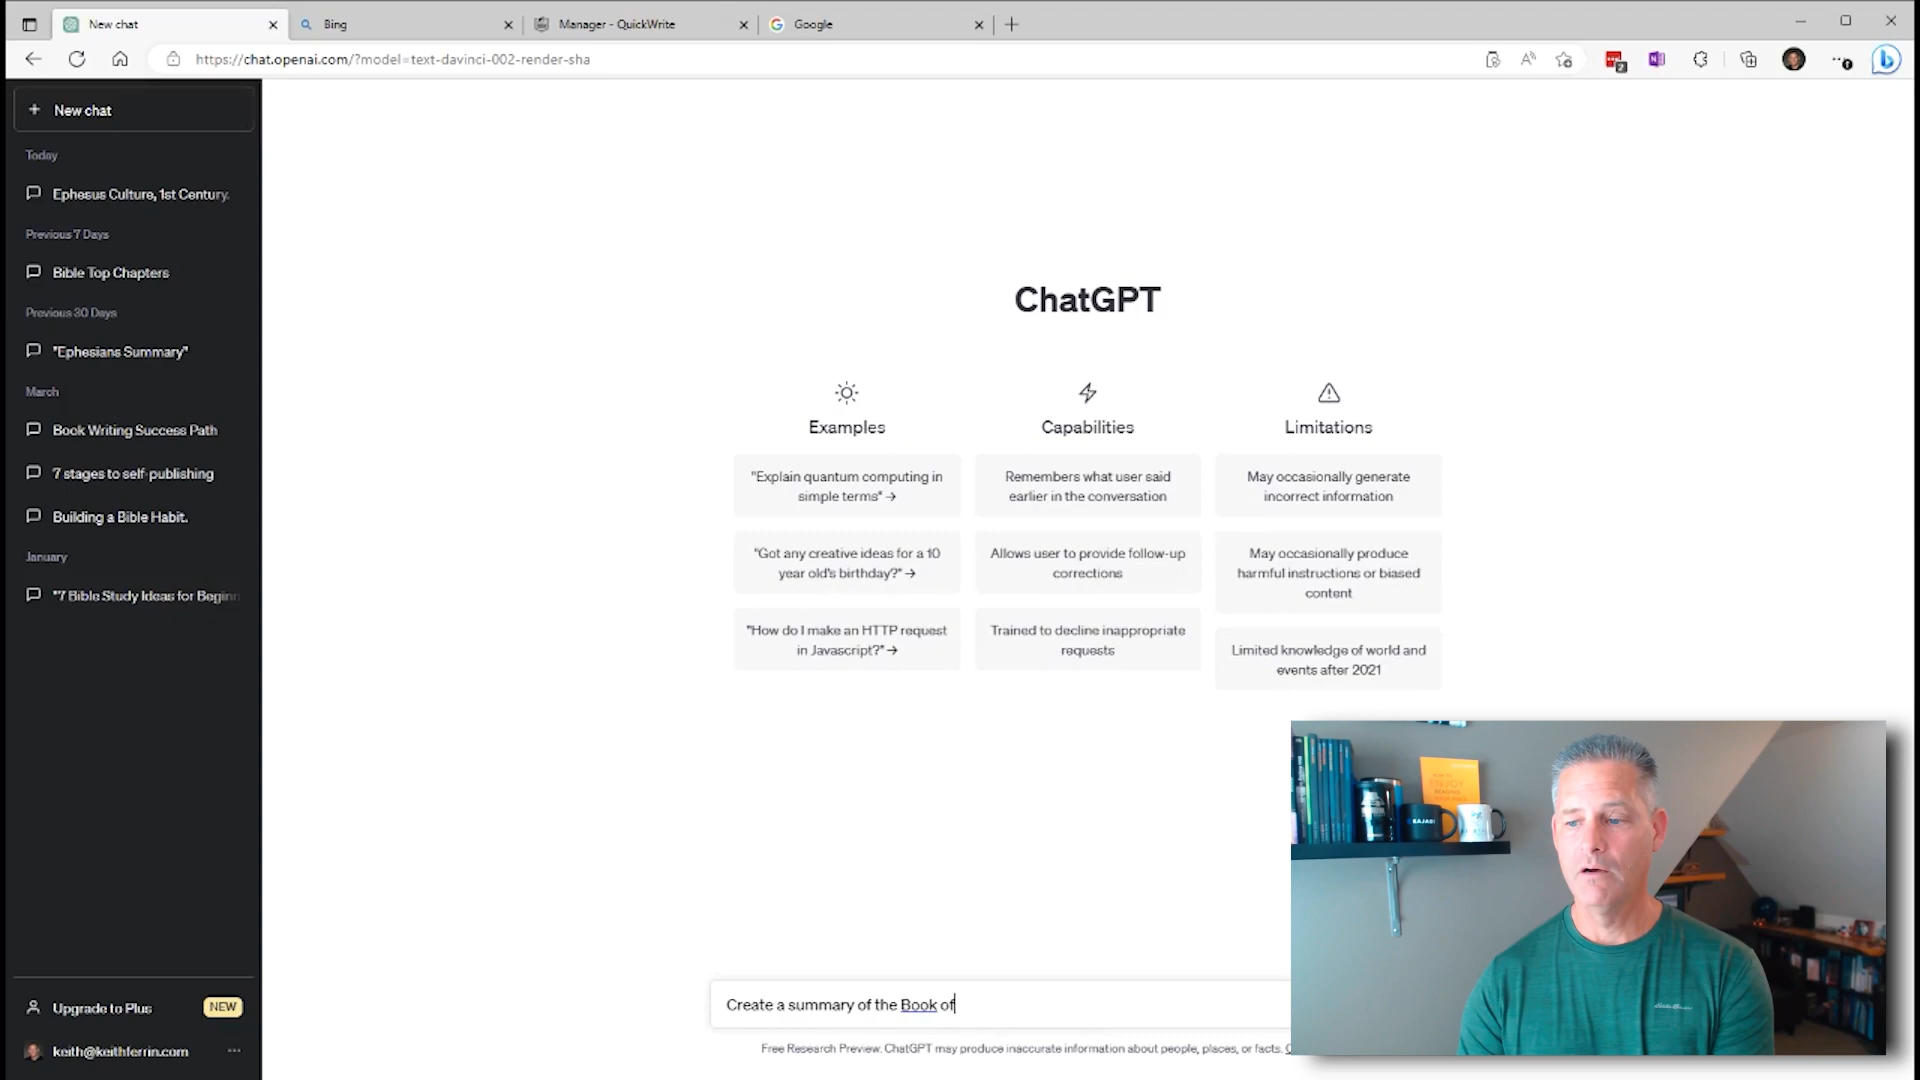 New chat
Bing
Manager - QuickWrite
Google
https://chat.openai.com/?model=text-davinci-002-render-sha
New chat
Today
Ephesus Culture, 1st Century.
Previous 7 Days
Bible Top Chapters
Previous 30 Days
"Ephesians Summary"
March
Book Writing Success Path
7 stages to self-publishing
Building a Bible Habit.
January
"7 Bible Study Ideas for Beginn
Upgrade to Plus
NEW
keith@keithferrin.com
ChatGPT
Examples
"Explain quantum computing in
simple terms" →
"Got any creative ideas for a 10
year old's birthday?" →
"How do I make an HTTP request
in Javascript?" →
Capabilities
Remembers what user said
earlier in the conversation
Allows user to provide follow-up
corrections
Trained to decline inappropriate
requests
Limitations
May occasionally generate
incorrect information
May occasionally produce
harmful instructions or biased
content
Limited knowledge of world and
events after 2021
ENJOY
READING
KAJABI
Create a summary of the Book of
Free Research Preview. ChatGPT may produce inaccurate information about people, places, or facts.